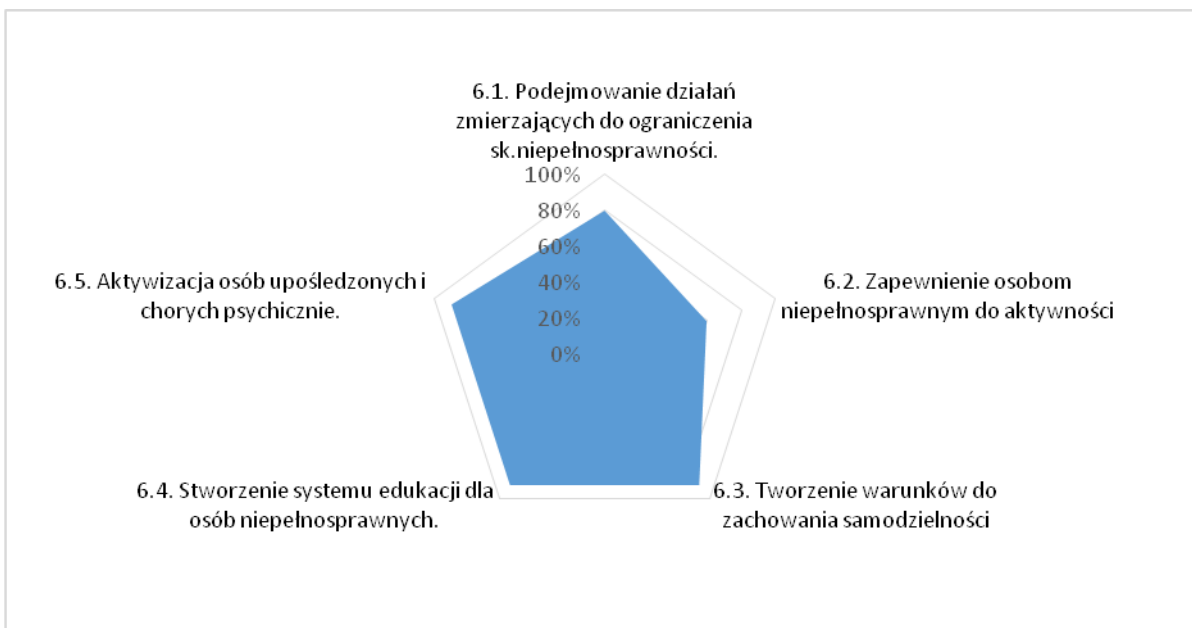 6.1. Podejmowanie działań
zmierzających do ograniczenia
sk.niepełnosprawności.
100%
80%
60%
40%
20%
0%
6.2. Zapewnienie osobom
niepełnosprawnym do aktywności
6.3. Tworzenie warunków do
zachowania samodzielności
6.4. Stworzenie systemu edukacji dla
osób niepełnosprawnych.
6.5. Aktywizacja osób upośledzonych i
chorych psychicznie.